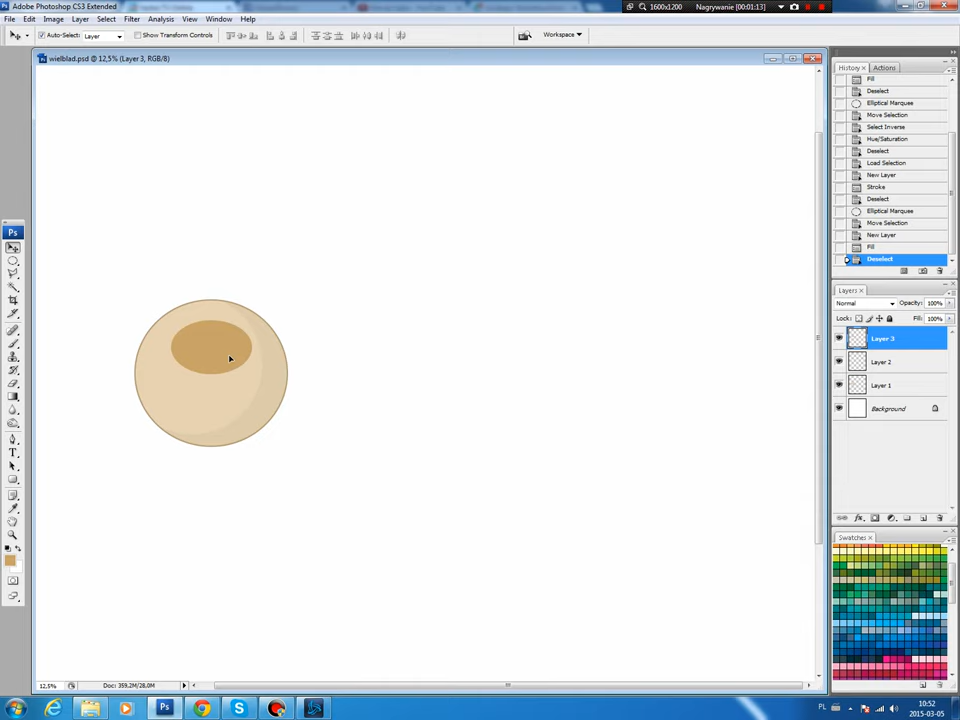 Adobe Photoshop CS3 Extended
1600x1200
Nagrywanie [00:01:13]
File Edit Image Layer Select Filter Analysis View Window Help
Auto-Select: Layer
Show Transform Controls
Workspace
wielblad.psd @ 12,5% (Layer 3, RGB/8)
History Actions
Fill
Deselect
Elliptical Marquee
Move Selection
Select Inverse
Hue/Saturation
Deselect
Load Selection
New Layer
Stroke
Deselect
Elliptical Marquee
Move Selection
New Layer
Fill
Deselect
Layers
Normal Opacity: 100%
Lock: Fill: 100%
Layer 3
Layer 2
Layer 1
Background
Swatches
Ps
12,5% Doc: 359.2M/28.0M
PL
10:52
2015-03-05